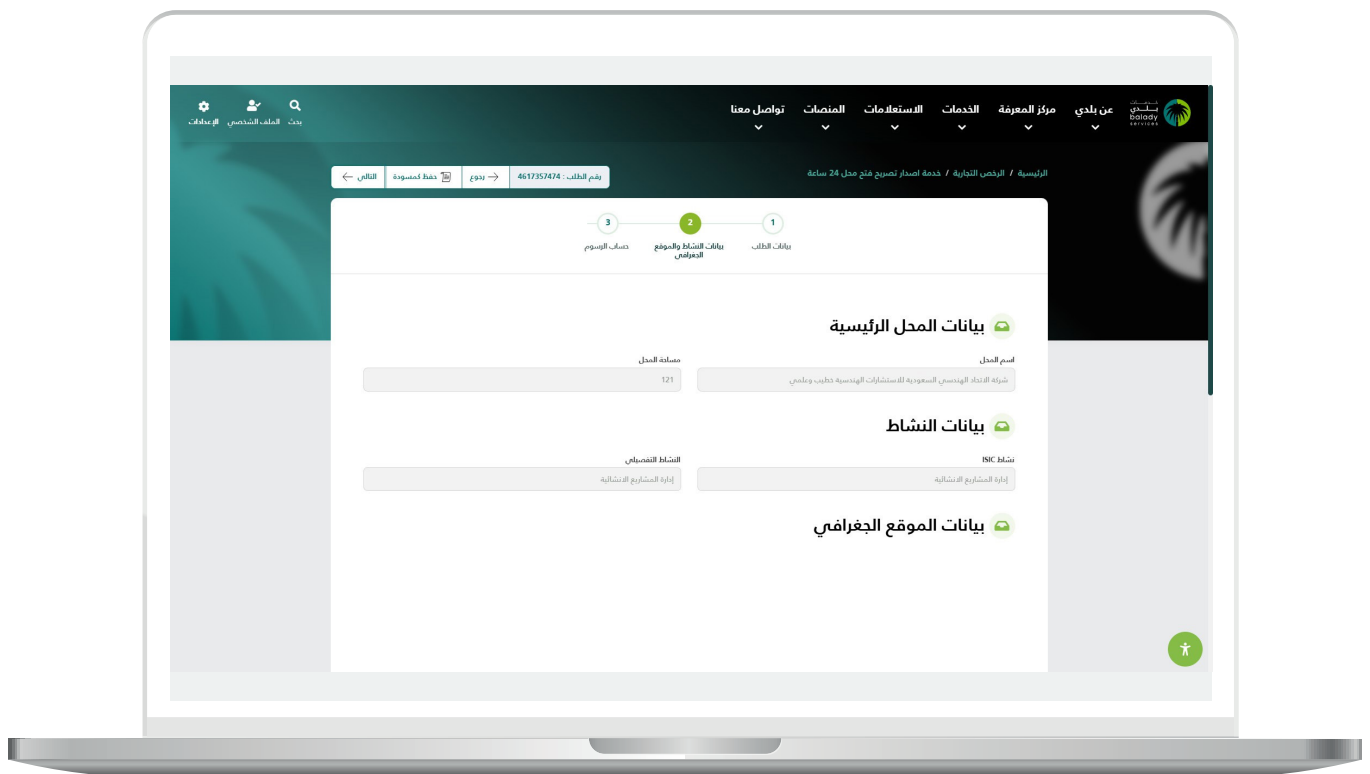 خدمات
بلدي
balady
services
عن بلدي
مركز المعرفة
الخدمات
الاستعلامات
المنصات
تواصل معنا
بحث
الملف الشخصي
الإعدادات
الرئيسية / الرخص التجارية / خدمة اصدار تصريح فتح محل 24 ساعة
رقم الطلب : 4617357474
رجوع
حفظ كمسودة
التالي
1
2
3
بيانات الطلب
بيانات النشاط والموقع
الجغرافي
حساب الرسوم
بيانات المحل الرئيسية
اسم المحل
مساحة المحل
شركة الاتحاد الهندسي السعودية للاستشارات الهندسية خطيب وعلمي
121
بيانات النشاط
نشاط ISIC
النشاط التفصيلي
إدارة المشاريع الانشائية
إدارة المشاريع الانشائية
بيانات الموقع الجغرافي